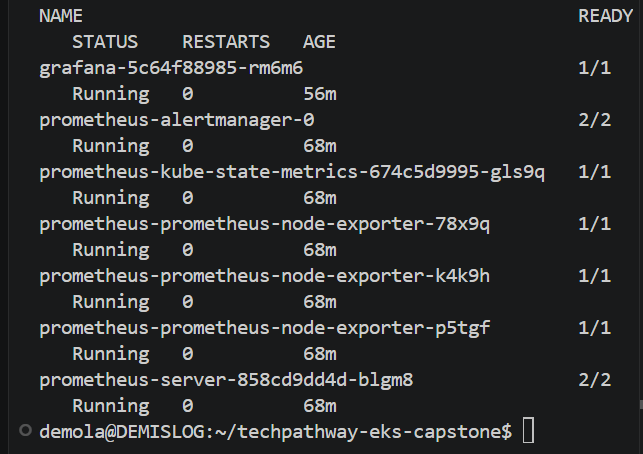 NAME READY
STATUS RESTARTS AGE
grafana-5c64f88985-rm6m6 1/1
Running 0 56m
prometheus-alertmanager-0 2/2
Running 0 68m
prometheus-kube-state-metrics-674c5d9995-gls9q 1/1
Running 0 68m
prometheus-prometheus-node-exporter-78x9q 1/1
Running 0 68m
prometheus-prometheus-node-exporter-k4k9h 1/1
Running 0 68m
prometheus-prometheus-node-exporter-p5tgf 1/1
Running 0 68m
prometheus-server-858cd9dd4d-blgm8 2/2
Running 0 68m
demola@DEMISLOG:~/techpathway-eks-capstone$